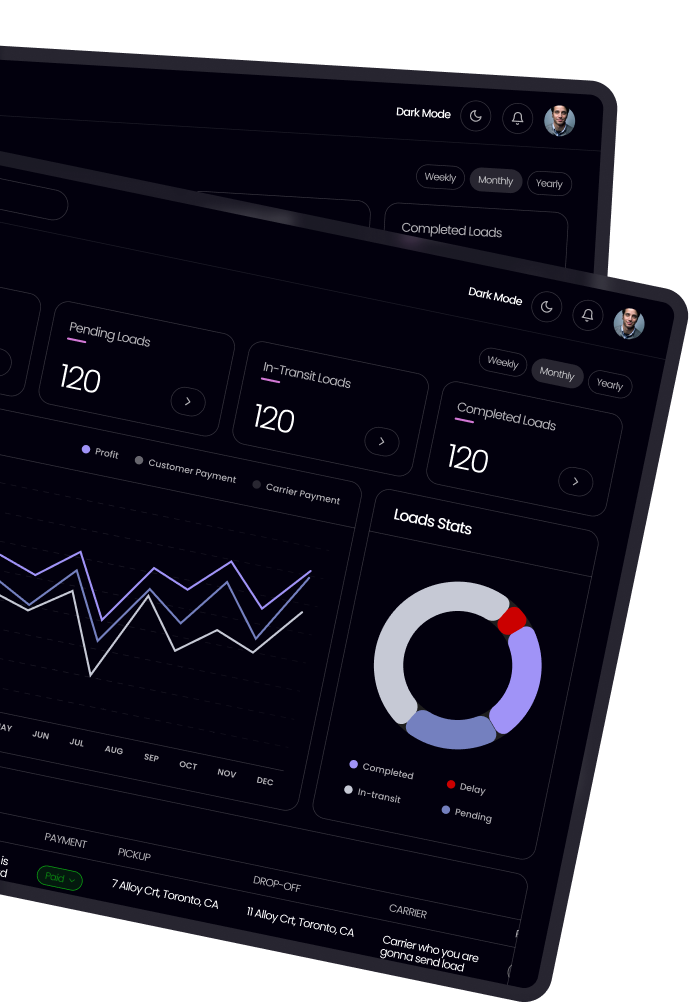 Dark Mode
Weekly
Monthly
Yearly
Completed Loads
Dark Mode
Weekly
Monthly
Yearly
Pending Loads
120
In-Transit Loads
120
Completed Loads
120
Profit
Customer Payment
Carrier Payment
Loads Stats
JUN
JUL
AUG
SEP
OCT
NOV
DEC
Completed
Delay
In-transit
Pending
PAYMENT
PICKUP
DROP-OFF
CARRIER
is
Paid
7 Alloy Crt, Toronto, CA
11 Alloy Crt, Toronto, CA
Carrier who you are
gonna send load